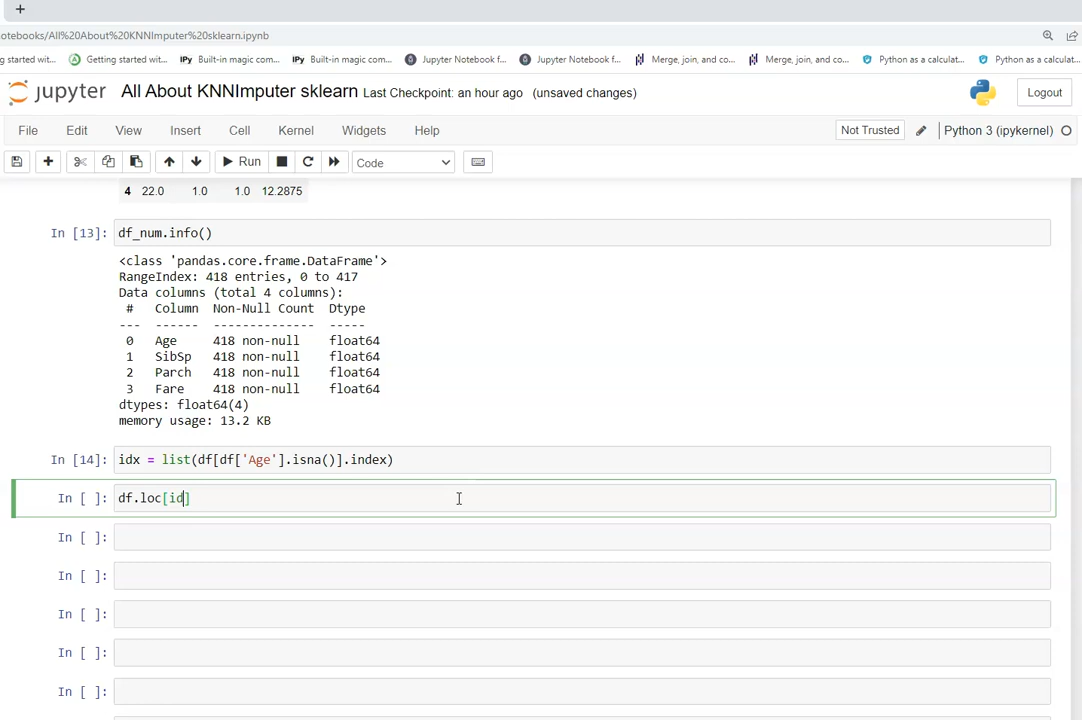 +
otebooks/All%20About%20KNNImputer%20sklearn.ipynb
g started wit... Getting started wit... IPy Built-in magic com... IPy Built-in magic com... Jupyter Notebook f... Jupyter Notebook f... Merge, join, and co... Merge, join, and co... Python as a calculat... Python as a calculat...
jupyter All About KNNImputer sklearn Last Checkpoint: an hour ago (unsaved changes) Logout
File Edit View Insert Cell Kernel Widgets Help Not Trusted Python 3 (ipykernel)
Run Code
4 22.0 1.0 1.0 12.2875
In [13]: df_num.info()
<class 'pandas.core.frame.DataFrame'>
RangeIndex: 418 entries, 0 to 417
Data columns (total 4 columns):
# Column Non-Null Count Dtype
--- ------ -------------- -----
0 Age 418 non-null float64
1 SibSp 418 non-null float64
2 Parch 418 non-null float64
3 Fare 418 non-null float64
dtypes: float64(4)
memory usage: 13.2 KB
In [14]: idx = list(df[df['Age'].isna()].index)
In [ ]: df.loc[id]
In [ ]:
In [ ]:
In [ ]:
In [ ]:
In [ ]: